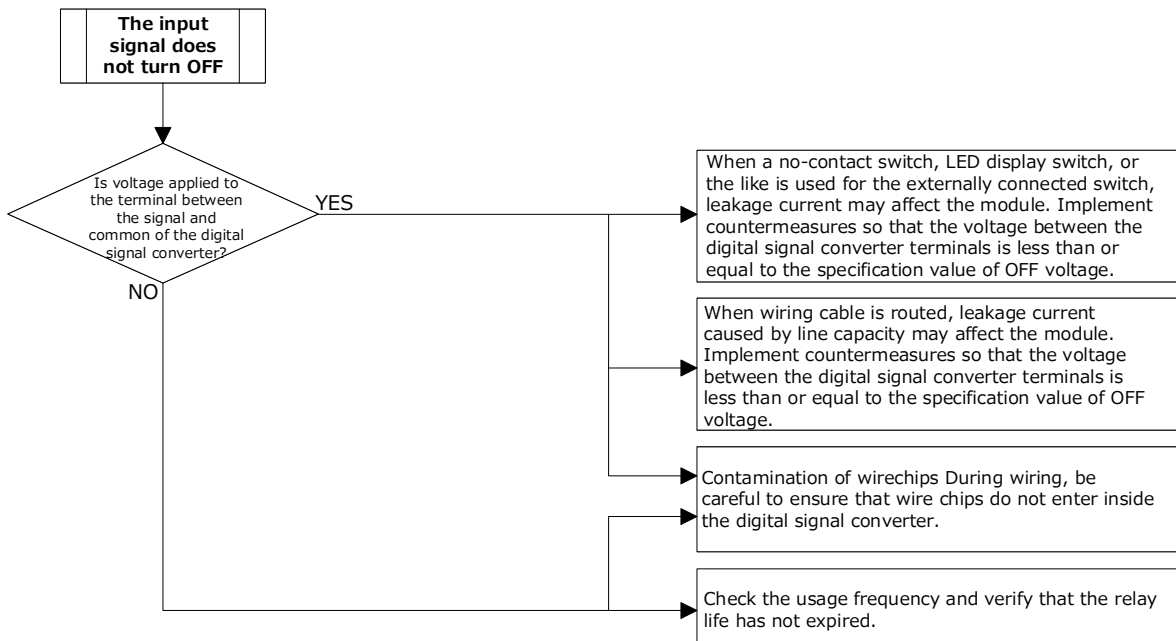 The input
signal does
not turn OFF
Is voltage applied to
the terminal between
the signal and
common of the digital
signal converter?
YES
NO
When a no-contact switch, LED display switch, or
the like is used for the externally connected switch,
leakage current may affect the module. Implement
countermeasures so that the voltage between the
digital signal converter terminals is less than or
equal to the specification value of OFF voltage.
When wiring cable is routed, leakage current
caused by line capacity may affect the module.
Implement countermeasures so that the voltage
between the digital signal converter terminals is
less than or equal to the specification value of OFF
voltage.
Contamination of wirechips During wiring, be
careful to ensure that wire chips do not enter inside
the digital signal converter.
Check the usage frequency and verify that the relay
life has not expired.